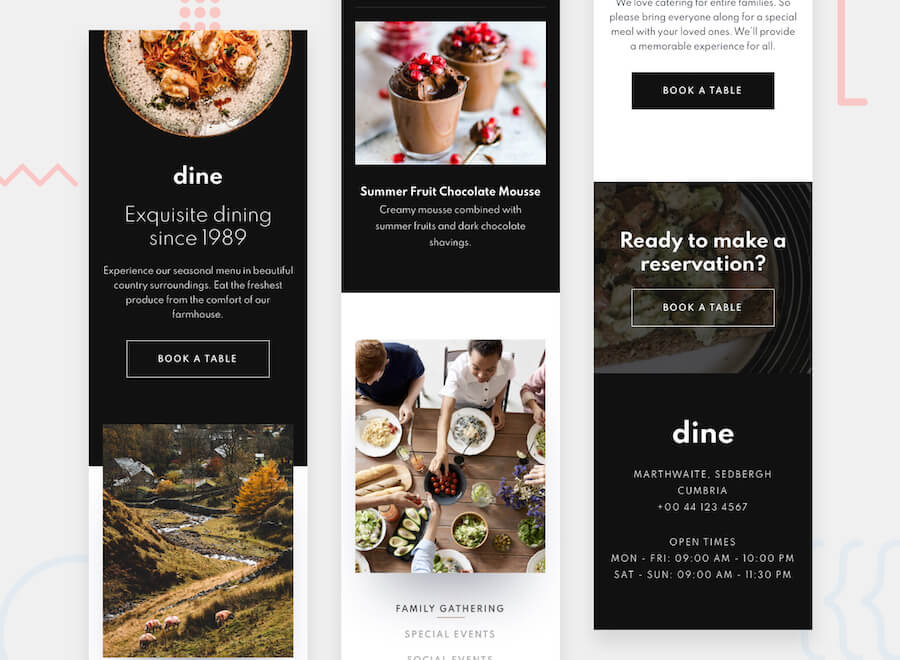 dine
Exquisite dining
since 1989
Experience our seasonal menu in beautiful
country surroundings. Eat the freshest
produce from the comfort of our
farmhouse.
BOOK A TABLE
Summer Fruit Chocolate Mousse
Creamy mousse combined with
summer fruits and dark chocolate
shavings.
FAMILY GATHERING
SPECIAL EVENTS
SOCIAL EVENTS
We love catering for entire families. So
please bring everyone along for a special
meal with your loved ones. We’ll provide
a memorable experience for all.
BOOK A TABLE
Ready to make a
reservation?
BOOK A TABLE
dine
MARTHWAITE, SEDBERGH
CUMBRIA
+00 44 123 4567
OPEN TIMES
MON - FRI: 09:00 AM - 10:00 PM
SAT - SUN: 09:00 AM - 11:30 PM